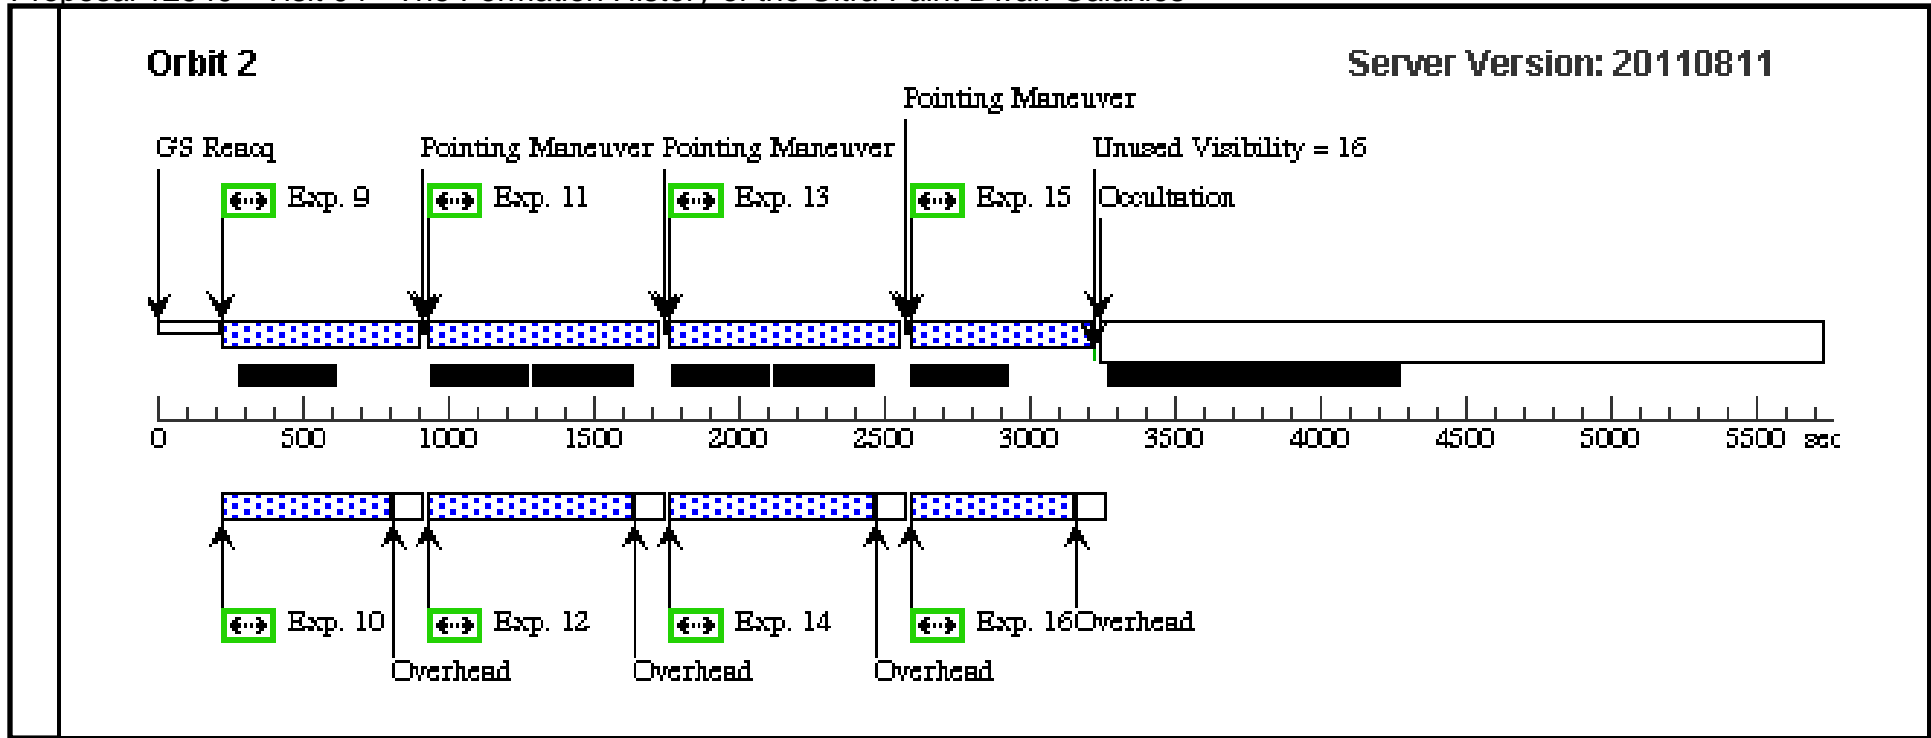 Orbit 2
Server Version: 20110811
Pointing Maneuver
GS Reacq
Pointing Maneuver
Pointing Maneuver
Unused Visibility = 16
Exp. 9
Exp. 11
Exp. 13
Exp. 15
Occultation
0
500
1000
1500
2000
2500
3000
3500
4000
4500
5000
5500
sec
Exp. 10
Exp. 12
Exp. 14
Exp. 16
Overhead
Overhead
Overhead
Overhead